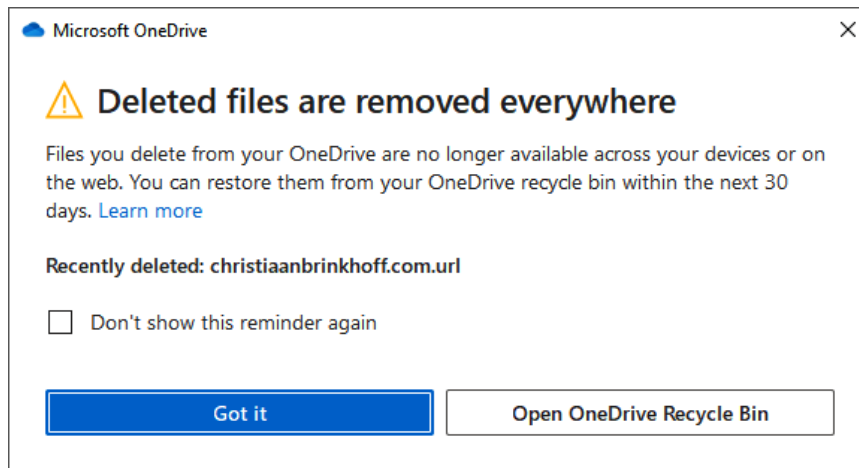 Microsoft OneDrive
Deleted files are removed everywhere
Files you delete from your OneDrive are no longer available across your devices or on
the web. You can restore them from your OneDrive recycle bin within the next 30
days. Learn more
Recently deleted: christiaanbrinkhoff.com.url
Don't show this reminder again
Got it
Open OneDrive Recycle Bin